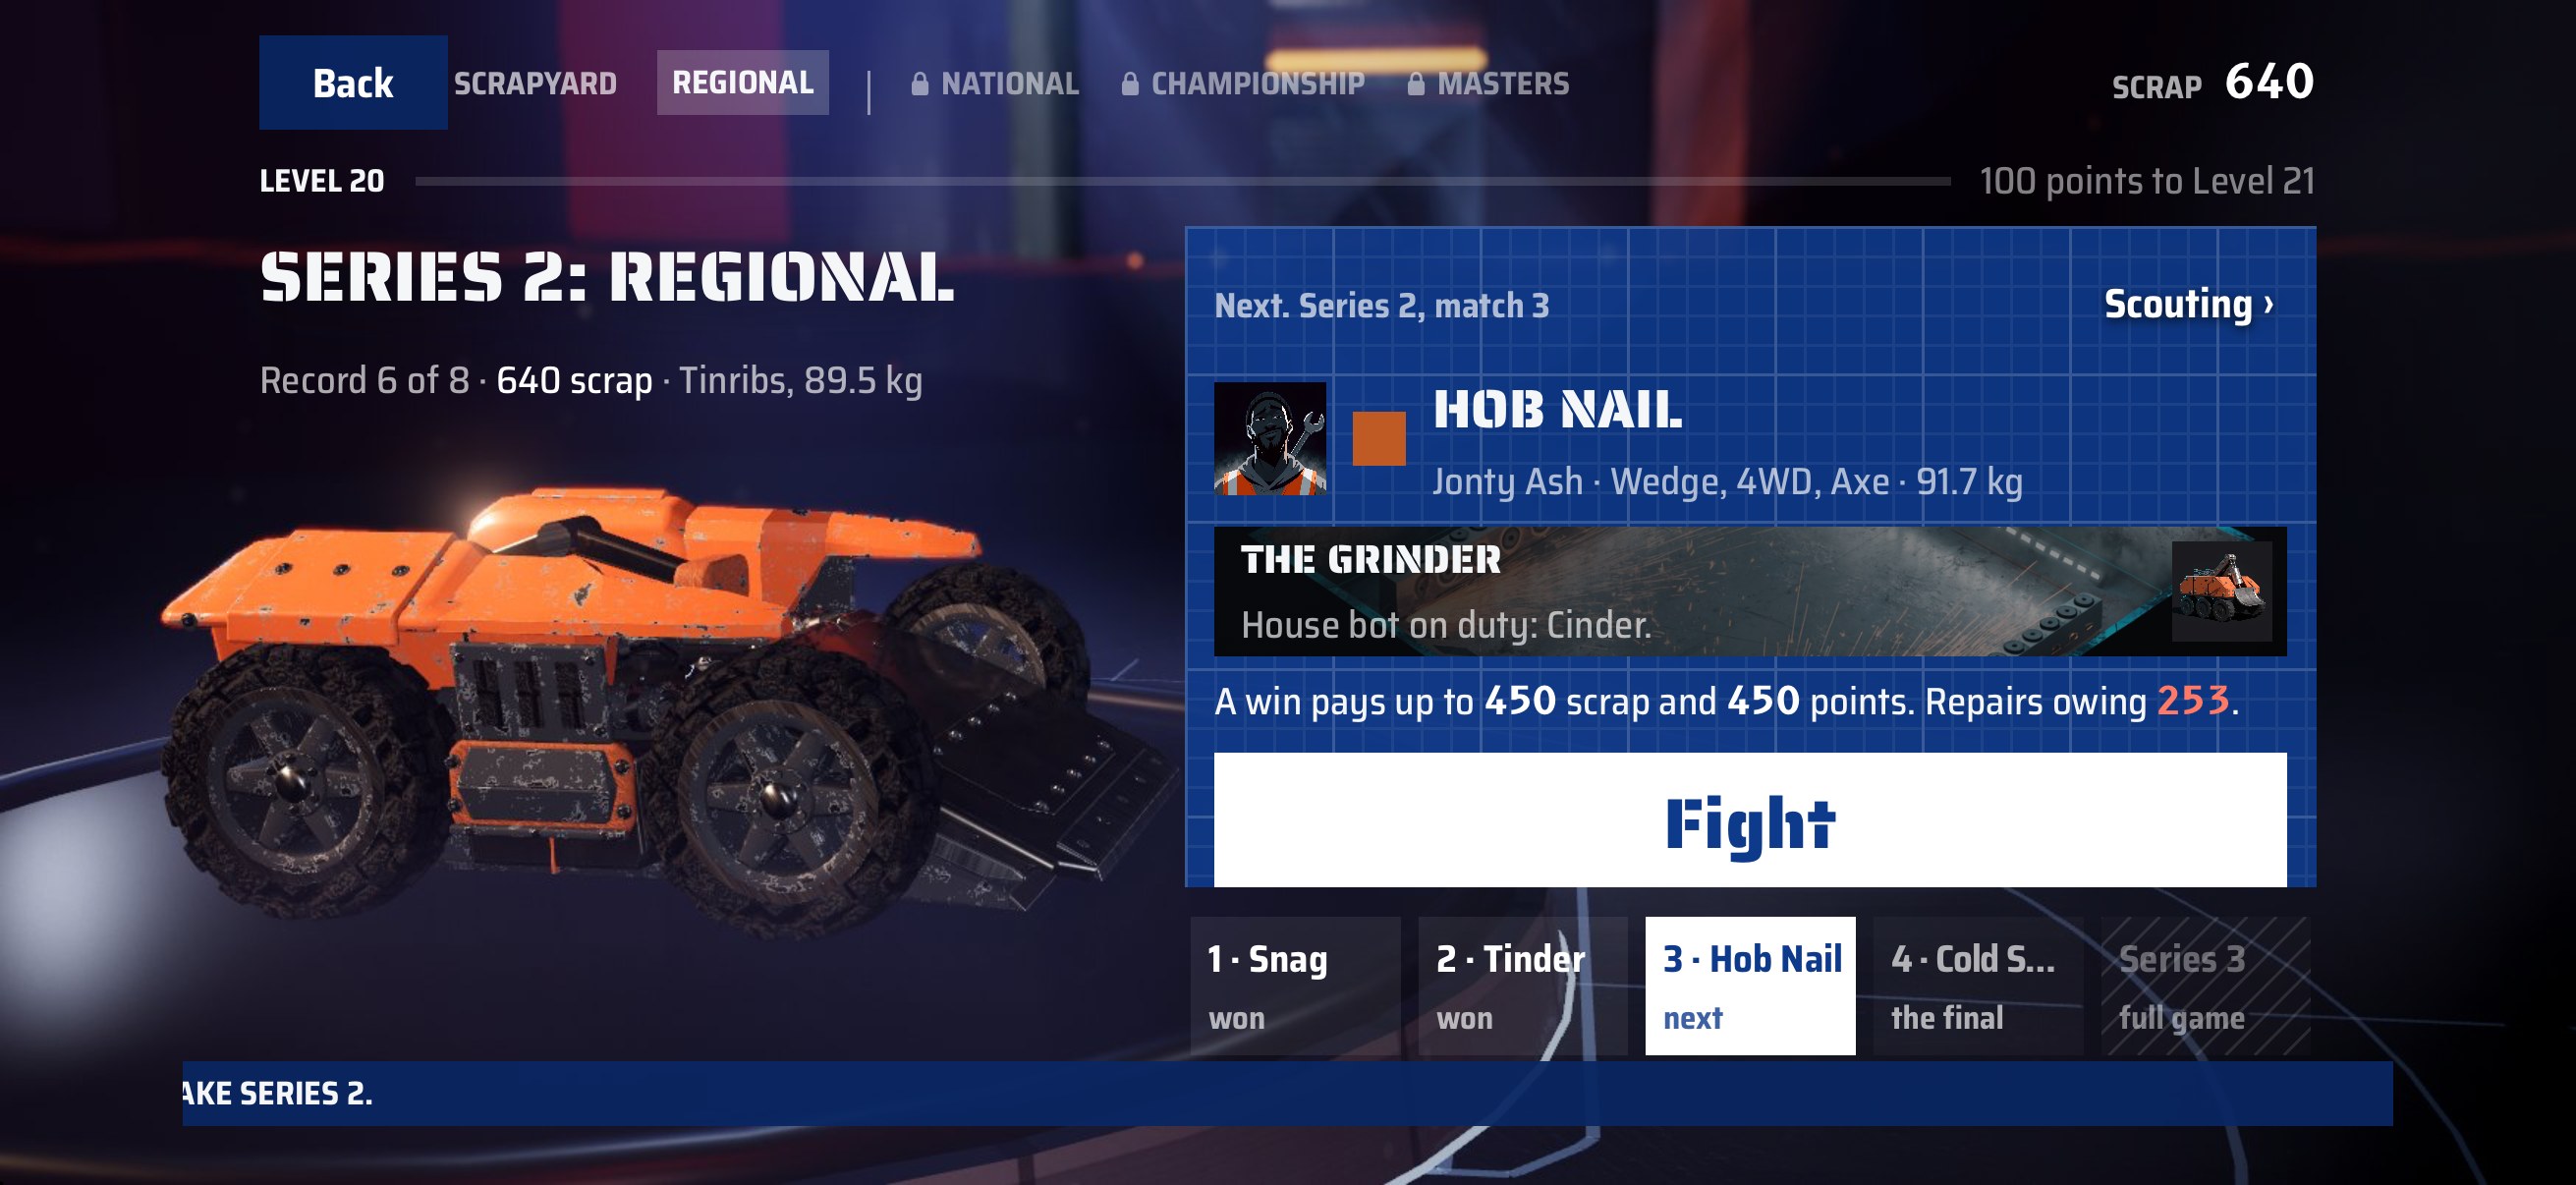 Back SCRAPYARD REGIONAL NATIONAL CHAMPIONSHIP MASTERS SCRAP 640
LEVEL 20 100 points to Level 21
SERIES 2: REGIONAL
Record 6 of 8 · 640 scrap · Tinribs, 89.5 kg
Next. Series 2, match 3 Scouting ›
HOB NAIL
Jonty Ash · Wedge, 4WD, Axe · 91.7 kg
THE GRINDER
House bot on duty: Cinder.
A win pays up to 450 scrap and 450 points. Repairs owing 253.
Fight
1 · Snag 2 · Tinder 3 · Hob Nail 4 · Cold S... Series 3
won won next the final full game
AKE SERIES 2.